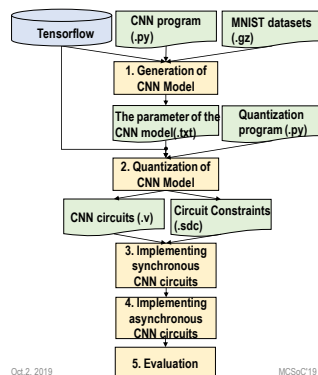 CNN program
(.py)
MNIST datasets
(.gz)
Tensorflow
1. Generation of
CNN Model
The parameter of the
CNN model(.txt)
Quantization
program (.py)
2. Quantization of
CNN Model
CNN circuits (.v)
Circuit Constraints
(.sdc)
3. Implementing
synchronous
CNN circuits
4. Implementing
asynchronous
CNN circuits
5. Evaluation
Oct.2, 2019
MCSoC'19